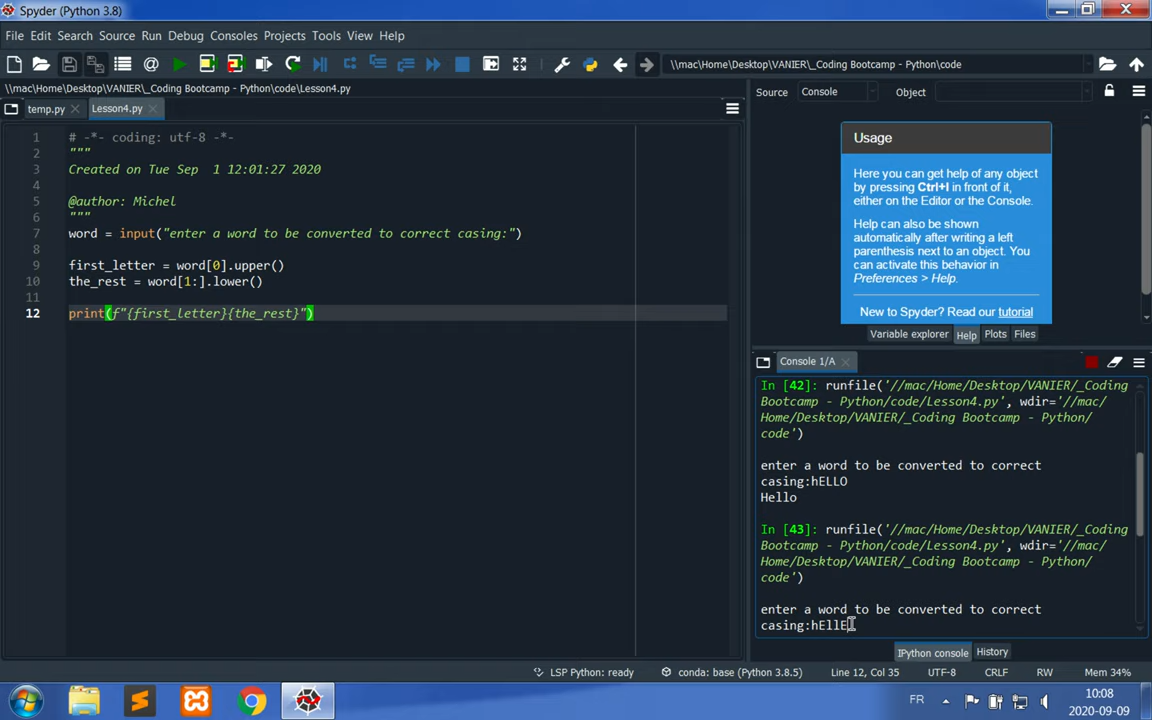 Spyder (Python 3.8)
File Edit Search Source Run Debug Consoles Projects Tools View Help
\\mac\Home\Desktop\VANIER\_Coding Bootcamp - Python\code
\\mac\Home\Desktop\VANIER\_Coding Bootcamp - Python\code\Lesson4.py
Source Console Object
temp.py Lesson4.py
1 # -*- coding: utf-8 -*-
2 """
3 Created on Tue Sep  1 12:01:27 2020
4
5 @author: Michel
6 """
7 word = input("enter a word to be converted to correct casing:")
8
9 first_letter = word[0].upper()
10 the_rest = word[1:].lower()
11
12 print(f"{first_letter}{the_rest}")
Usage
Here you can get help of any object
by pressing Ctrl+I in front of it,
either on the Editor or the Console.
Help can also be shown
automatically after writing a left
parenthesis next to an object. You
can activate this behavior in
Preferences > Help.
New to Spyder? Read our tutorial
Variable explorer Help Plots Files
Console 1/A
In [42]: runfile('//mac/Home/Desktop/VANIER/_Coding
Bootcamp - Python/code/Lesson4.py', wdir='//mac/
Home/Desktop/VANIER/_Coding Bootcamp - Python/
code')
enter a word to be converted to correct
casing:hELLO
Hello
In [43]: runfile('//mac/Home/Desktop/VANIER/_Coding
Bootcamp - Python/code/Lesson4.py', wdir='//mac/
Home/Desktop/VANIER/_Coding Bootcamp - Python/
code')
enter a word to be converted to correct
casing:hEllE
IPython console History
LSP Python: ready conda: base (Python 3.8.5) Line 12, Col 35 UTF-8 CRLF RW Mem 34%
FR 10:08
2020-09-09